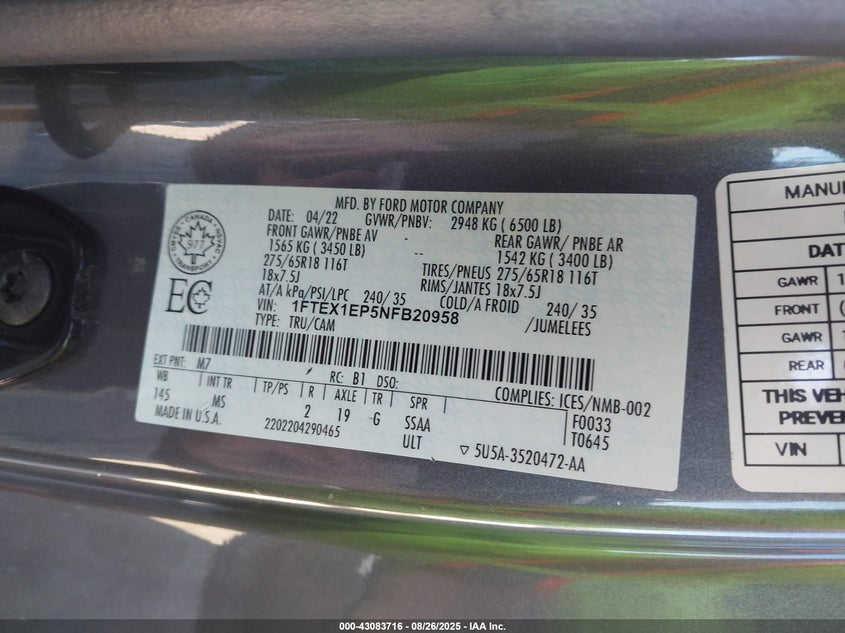 MFD. BY FORD MOTOR COMPANY
DATE: 04/22 GVWR/PNBV: 2948 KG ( 6500 LB)
FRONT GAWR/PNBE AV - REAR GAWR/ PNBE AR
1565 KG ( 3450 LB) -- 1542 KG ( 3400 LB)
275/65R18 116T TIRES/PNEUS 275/65R18 116T
18x7.5J RIMS/JANTES 18x7.5J
AT/A kPa/PSI/LPC 240/ 35 COLD/A FROID 240/ 35
VIN: 1FTEX1EP5NFB20958 /JUMELEES
TYPE: TRU/CAM
CANADA
977
TRANSPORT
EC
EXT PNT: M7 RC: B1 DSO: COMPLIES: ICES/NMB-002
WB INT TR TP/PS R AXLE TR SPR F0033
145 MS 2 19 G SSAA T0645
MADE IN U.S.A. 2202204290465 ULT 5U5A-3520472-AA
MANU
DAT
GAWR 1
FRONT (
GAWR 1
REAR (
THIS VEH
PREVE
VIN
000-43083716 - 08/26/2025 - IAA Inc.